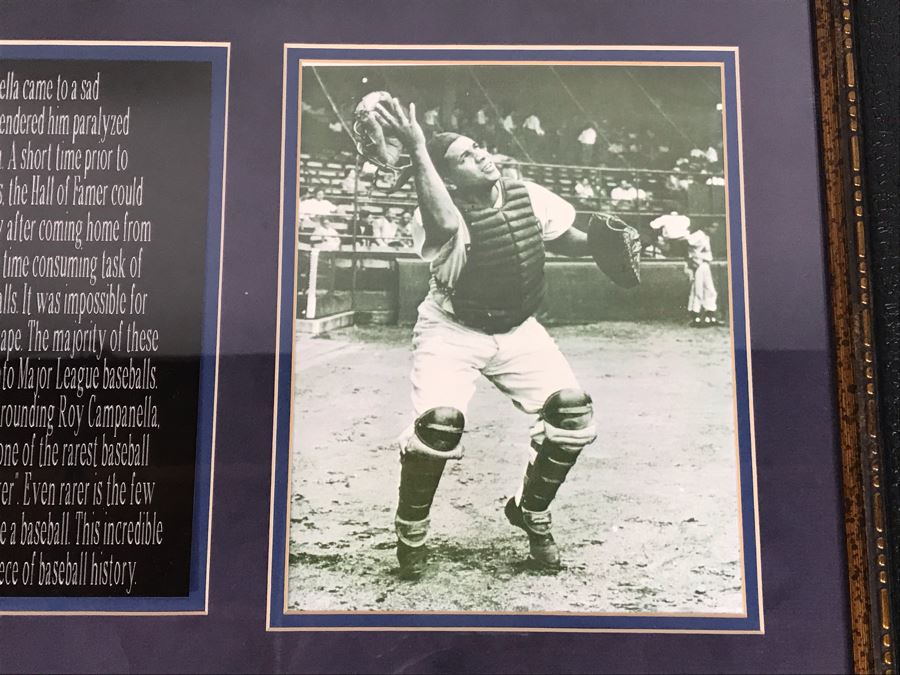 ella came to a sad
endered him paralyzed
. A short time prior to
s, the Hall of Famer could
y after coming home from
time consuming task of
alls. It was impossible for
ape. The majority of these
to Major League baseballs.
rounding Roy Campanella,
one of the rarest baseball
er". Even rarer is the few
e a baseball. This incredible
ece of baseball history.